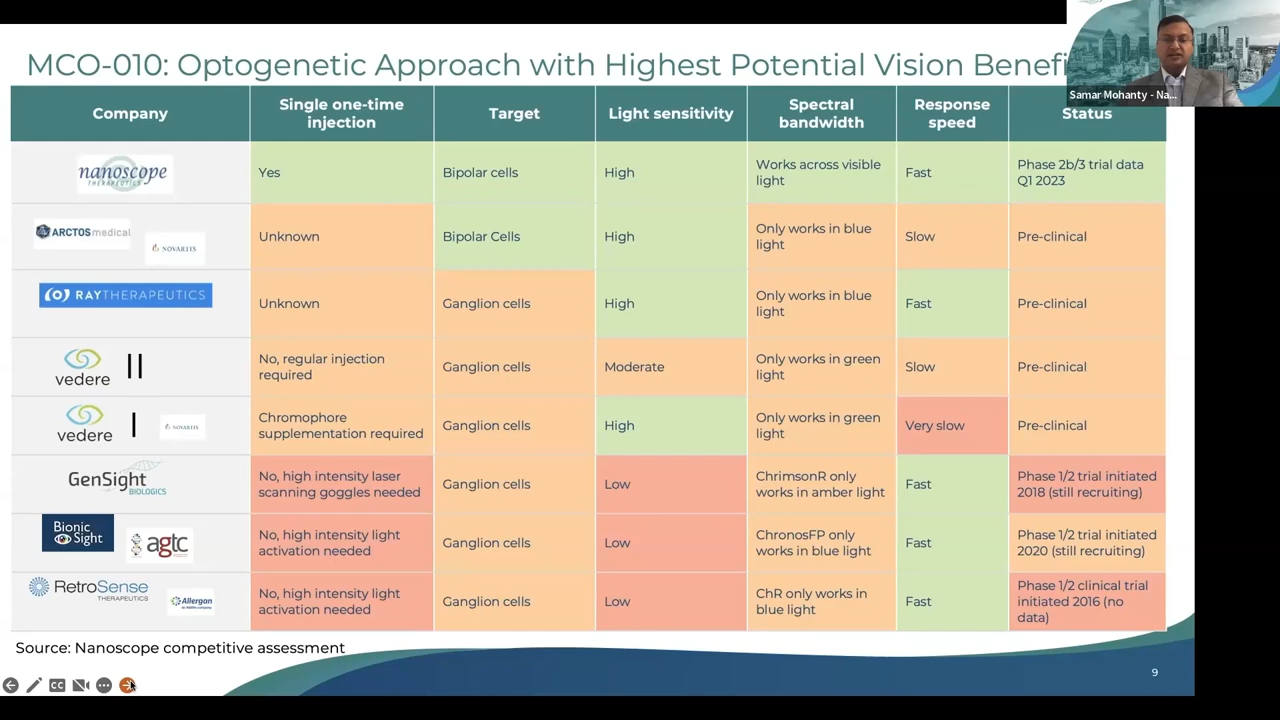 MCO-010: Optogenetic Approach with Highest Potential Vision Benefi
Samar Mohanty - Na...
Company
Single one-time
injection
Target
Light sensitivity
Spectral
bandwidth
Response
speed
Status
nanoscope
THERAPEUTICS
Yes
Bipolar cells
High
Works across visible
light
Fast
Phase 2b/3 trial data
Q1 2023
ARCTOS medical
NOVARTIS
Unknown
Bipolar Cells
High
Only works in blue
light
Slow
Pre-clinical
RAYTHERAPEUTICS
Unknown
Ganglion cells
High
Only works in blue
light
Fast
Pre-clinical
vedere II
No, regular injection
required
Ganglion cells
Moderate
Only works in green
light
Slow
Pre-clinical
vedere I
NOVARTIS
Chromophore
supplementation required
Ganglion cells
High
Only works in green
light
Very slow
Pre-clinical
GenSight
BIOLOGICS
No, high intensity laser
scanning goggles needed
Ganglion cells
Low
ChrimsonR only
works in amber light
Fast
Phase 1/2 trial initiated
2018 (still recruiting)
Bionic
Sight
agtc
No, high intensity light
activation needed
Ganglion cells
Low
ChronosFP only
works in blue light
Fast
Phase 1/2 trial initiated
2020 (still recruiting)
RetroSense
THERAPEUTICS
Allergan
No, high intensity light
activation needed
Ganglion cells
Low
ChR only works in
blue light
Fast
Phase 1/2 clinical trial
initiated 2016 (no
data)
Source: Nanoscope competitive assessment
9
CC